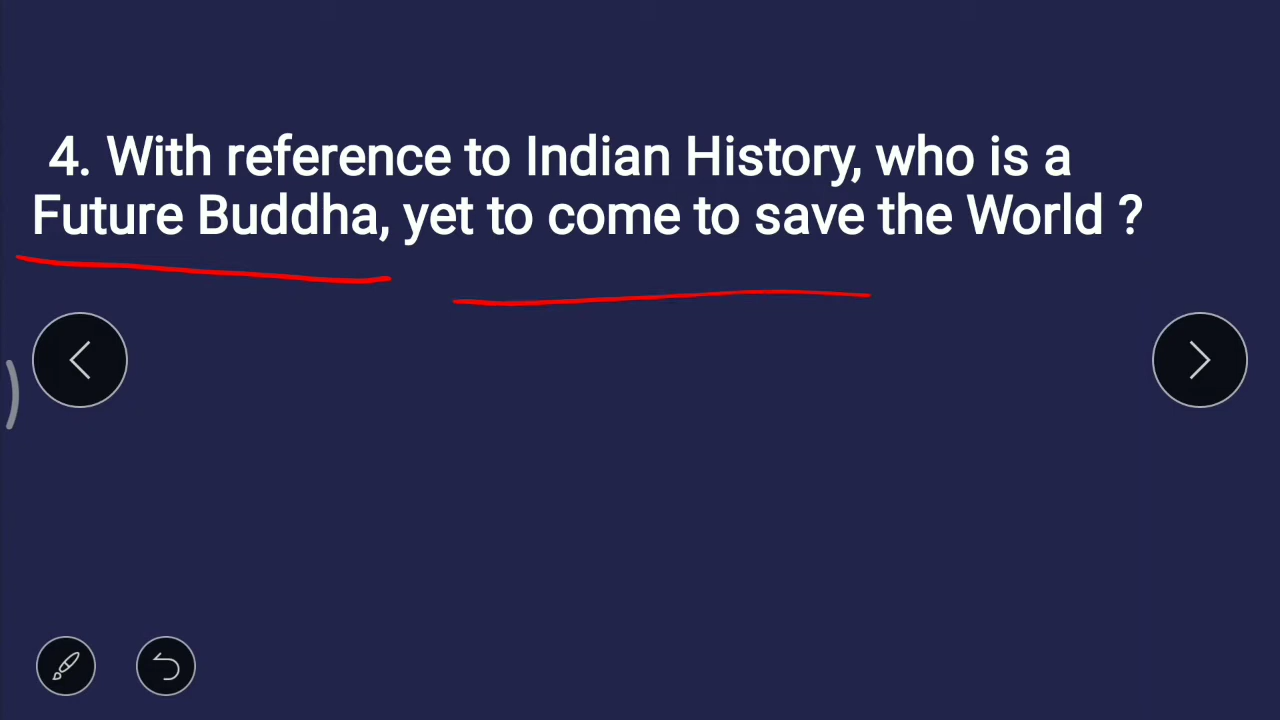 4. With reference to Indian History, who is a
Future Buddha, yet to come to save the World ?